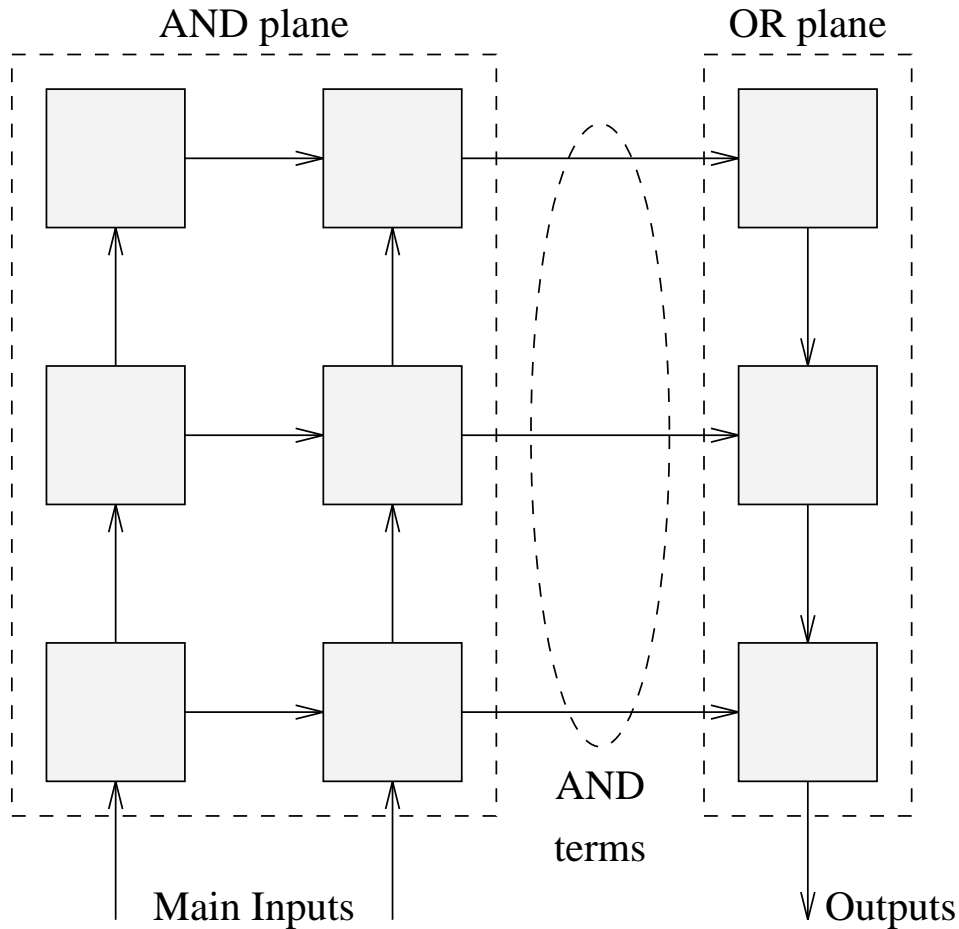 AND plane
OR plane
AND
terms
Main Inputs
Outputs